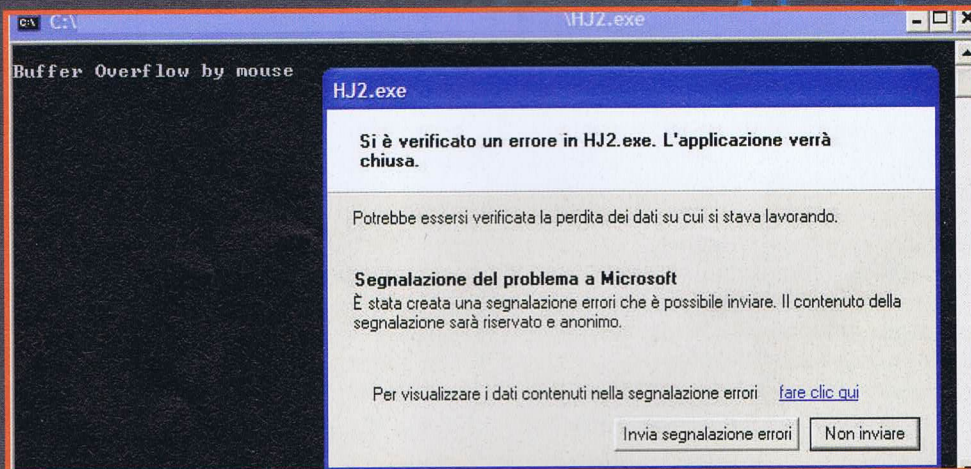 C:\ \HJ2.exe
Buffer Overflow by mouse
HJ2.exe
Si è verificato un errore in HJ2.exe. L'applicazione verrà
chiusa.
Potrebbe essersi verificata la perdita dei dati su cui si stava lavorando.
Segnalazione del problema a Microsoft
È stata creata una segnalazione errori che è possibile inviare. Il contenuto della
segnalazione sarà riservato e anonimo.
Per visualizzare i dati contenuti nella segnalazione errori fare clic qui
Invia segnalazione errori Non inviare